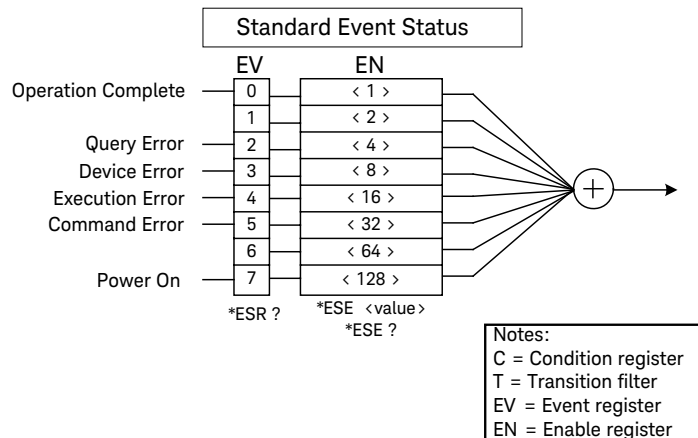 Standard Event Status
EV EN
Operation Complete 0 < 1 >
1 < 2 >
Query Error 2 < 4 >
Device Error 3 < 8 >
Execution Error 4 < 16 >
Command Error 5 < 32 >
6 < 64 >
Power On 7 < 128 >
*ESR ? *ESE <value>
*ESE ?
+
Notes:
C = Condition register
T = Transition filter
EV = Event register
EN = Enable register